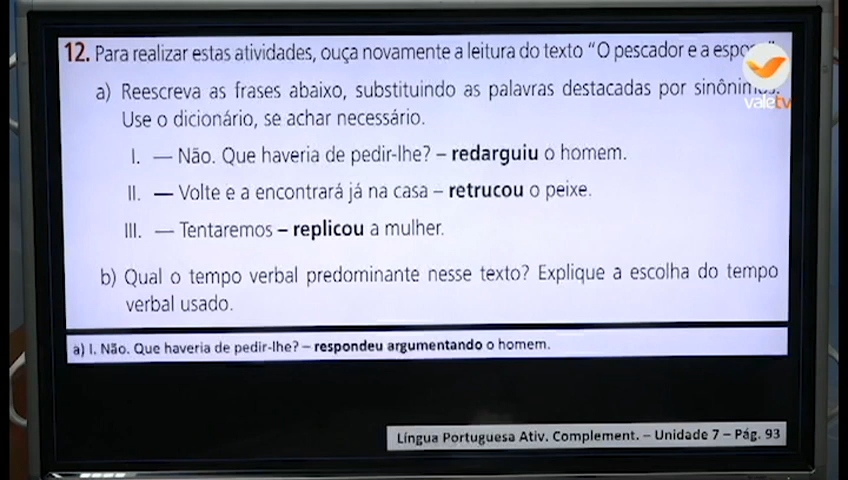 12. Para realizar estas atividades, ouça novamente a leitura do texto "O pescador e a
valetv
a) Reescreva as frases abaixo, substituindo as palavras destacadas por
Use o dicionário, se achar necessário.
I. — Não. Que haveria de pedir-lhe? – redarguiu o homem.
II. — Volte e a encontrará já na casa – retrucou o peixe.
III. — Tentaremos – replicou a mulher.
b) Qual o tempo verbal predominante nesse texto? Explique a escolha do tempo
verbal usado.
a) I. Não. Que haveria de pedir-lhe? – respondeu argumentando o homem.
Língua Portuguesa Ativ. Complement. – Unidade 7 – Pág. 93